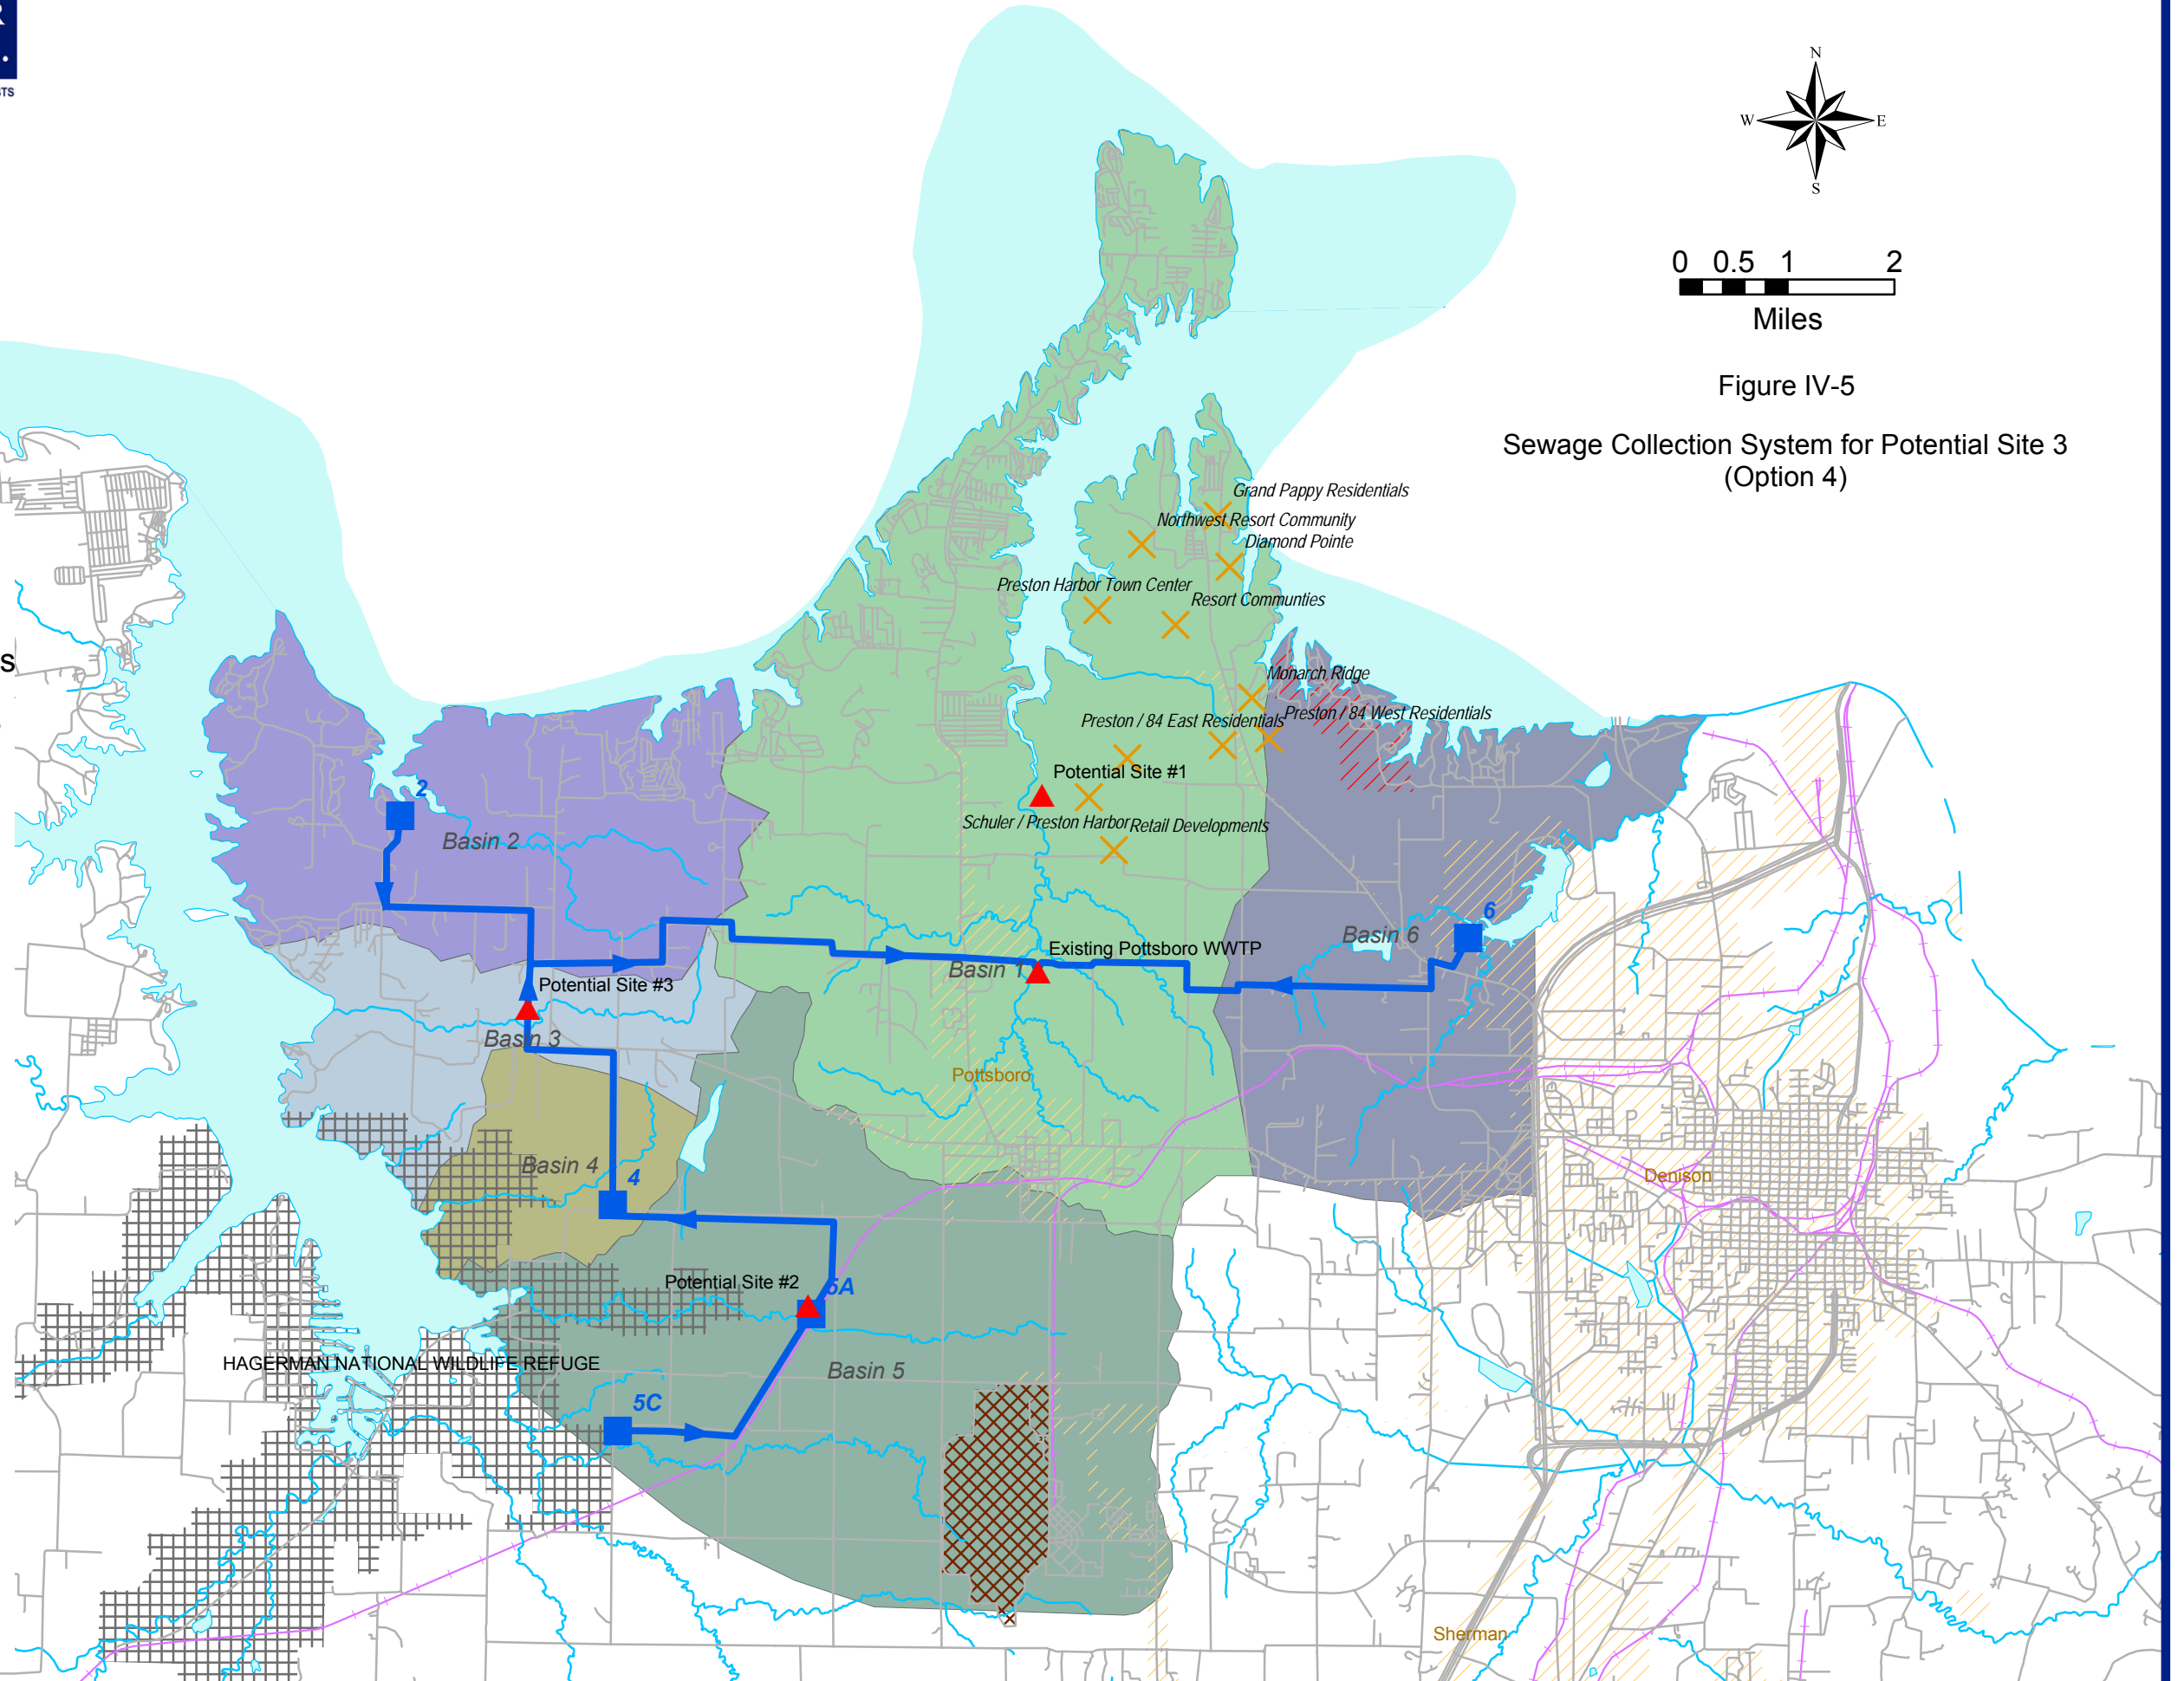 R
.
STS
N
W
E
S
0 0.5 1 2
Miles
Figure IV-5
Sewage Collection System for Potential Site 3
(Option 4)
Grand Pappy Residentials
Northwest Resort Community
Diamond Pointe
Preston Harbor Town Center
Resort Communties
s
Monarch Ridge
Preston / 84 East Residentials
Preston / 84 West Residentials
Potential Site #1
2
Schuler / Preston Harbor
Retail Developments
Basin 2
6
Basin 6
Existing Pottsboro WWTP
Basin 1
Potential Site #3
Basin 3
Pottsboro
Basin 4
4
Denison
Potential Site #2
5A
HAGERMAN NATIONAL WILDLIFE REFUGE
Basin 5
5C
Sherman